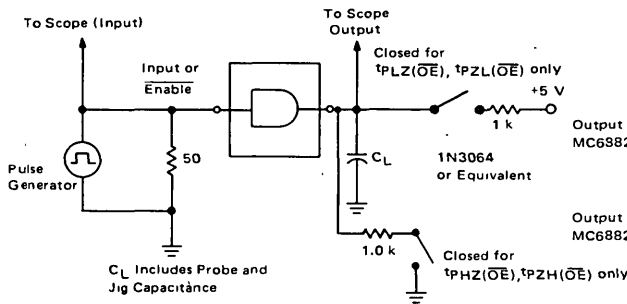 To Scope (Input)
To Scope
Output
Closed for
tPLZ(OE), tPZL(OE) only
Input or
Enable
+5 V
1 k
Output
MC6882
Pulse
Generator
50
CL
1N3064
or Equivalent
Output
MC6882
1.0 k
CL Includes Probe and
Jig Capacitance
Closed for
tPHZ(OE), tPZH(OE) only